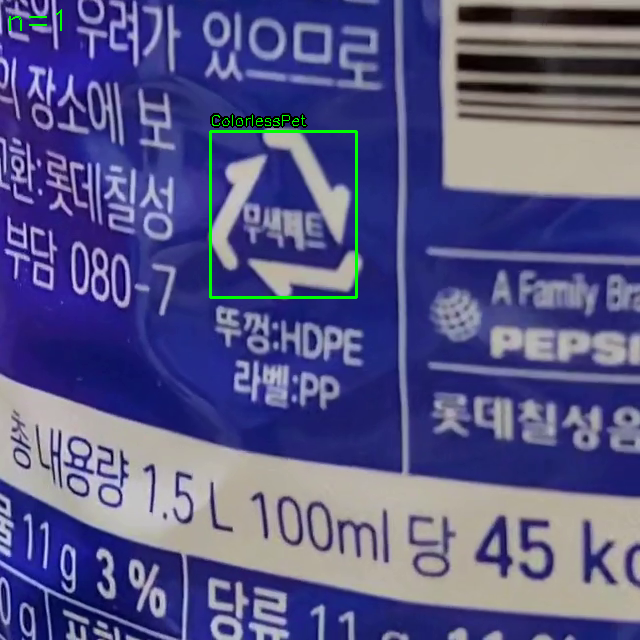 n=1
우려가 있으므로
장소에 보
환:롯데칠성
부담 080-7
ColorlessPet
무색페트
뚜껑:HDPE
라벨:PP
A Family Bra
PEPSI
롯데칠성음
총 내용량 1.5 L 100ml 당 45 kc
11 g 3 %
당류 11 g
0 g